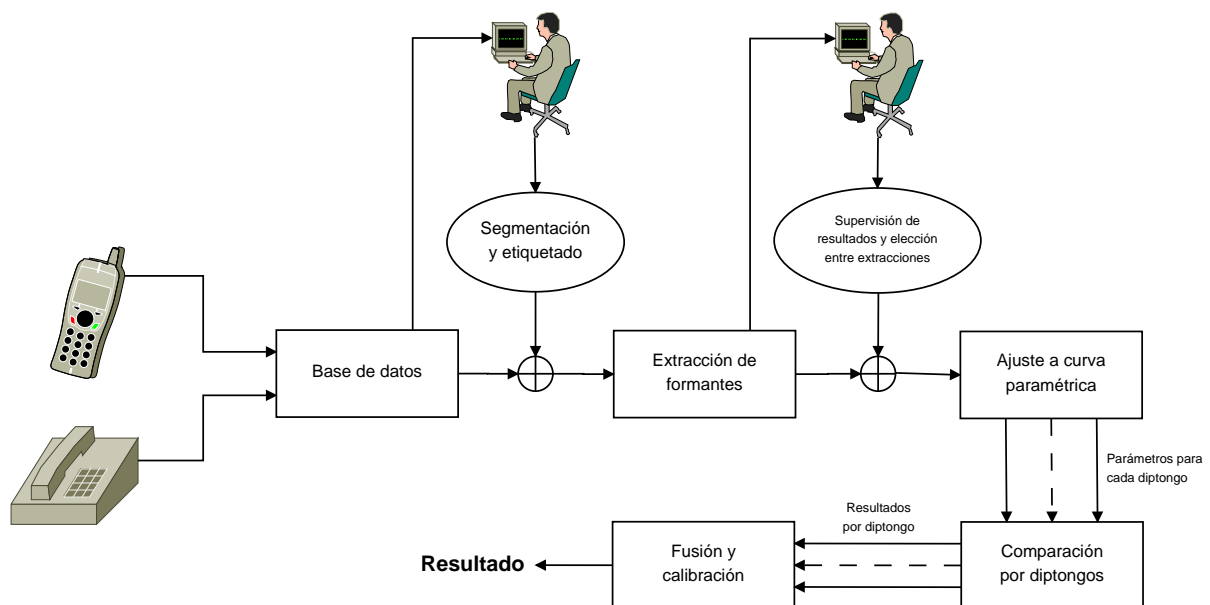 Segmentación
y etiquetado
Supervisión de
resultados y elección
entre extracciones
Base de datos
Extracción de
formantes
Ajuste a curva
paramétrica
Parámetros para
cada diptongo
Resultados
por diptongo
Comparación
por diptongos
Fusión y
calibración
Resultado